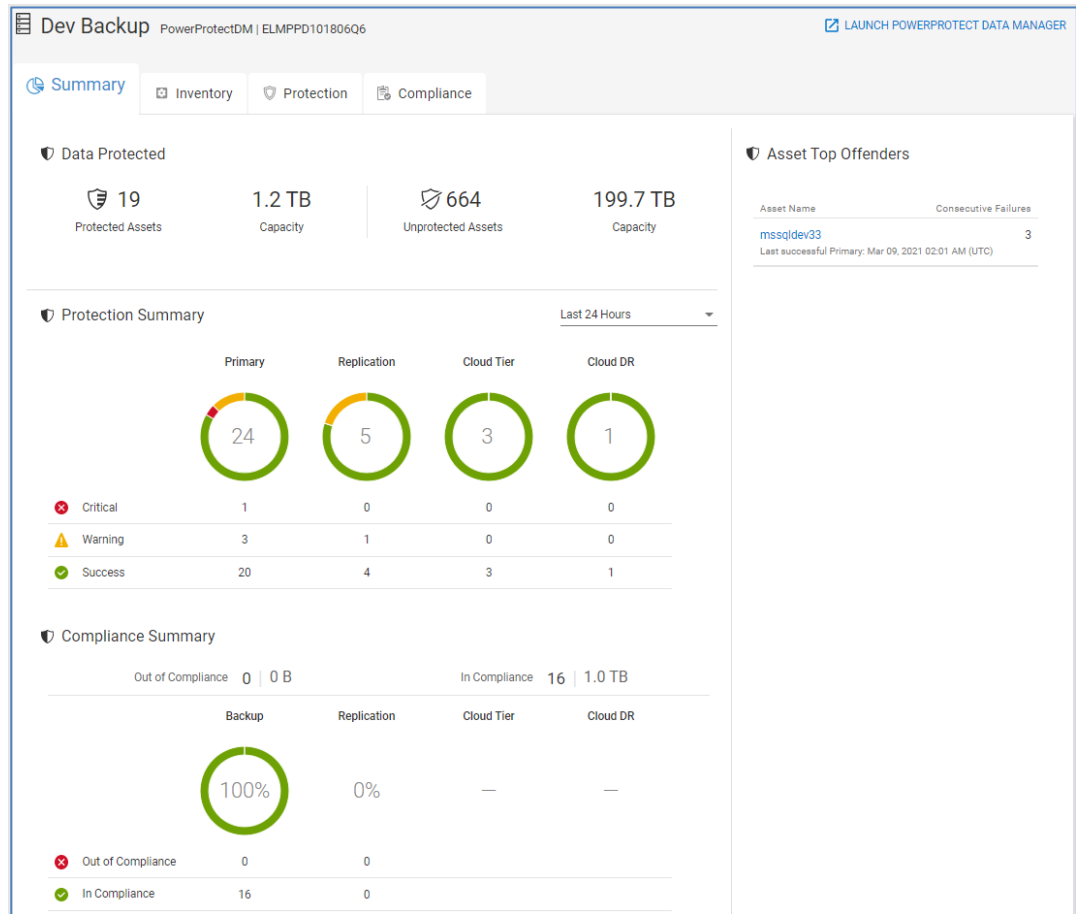 Dev Backup PowerProtectDM | ELMPPD101806Q6
LAUNCH POWERPROTECT DATA MANAGER
Summary Inventory Protection Compliance
Data Protected
19 1.2 TB 664 199.7 TB
Protected Assets Capacity Unprotected Assets Capacity
Protection Summary Last 24 Hours
Primary Replication Cloud Tier Cloud DR
24 5 3 1
Critical 1 0 0 0
Warning 3 1 0 0
Success 20 4 3 1
Compliance Summary
Out of Compliance 0 | 0 B In Compliance 16 | 1.0 TB
Backup Replication Cloud Tier Cloud DR
100% 0% — —
Out of Compliance 0 0
In Compliance 16 0
Asset Top Offenders
Asset Name Consecutive Failures
mssqldev33 3
Last successful Primary: Mar 09, 2021 02:01 AM (UTC)